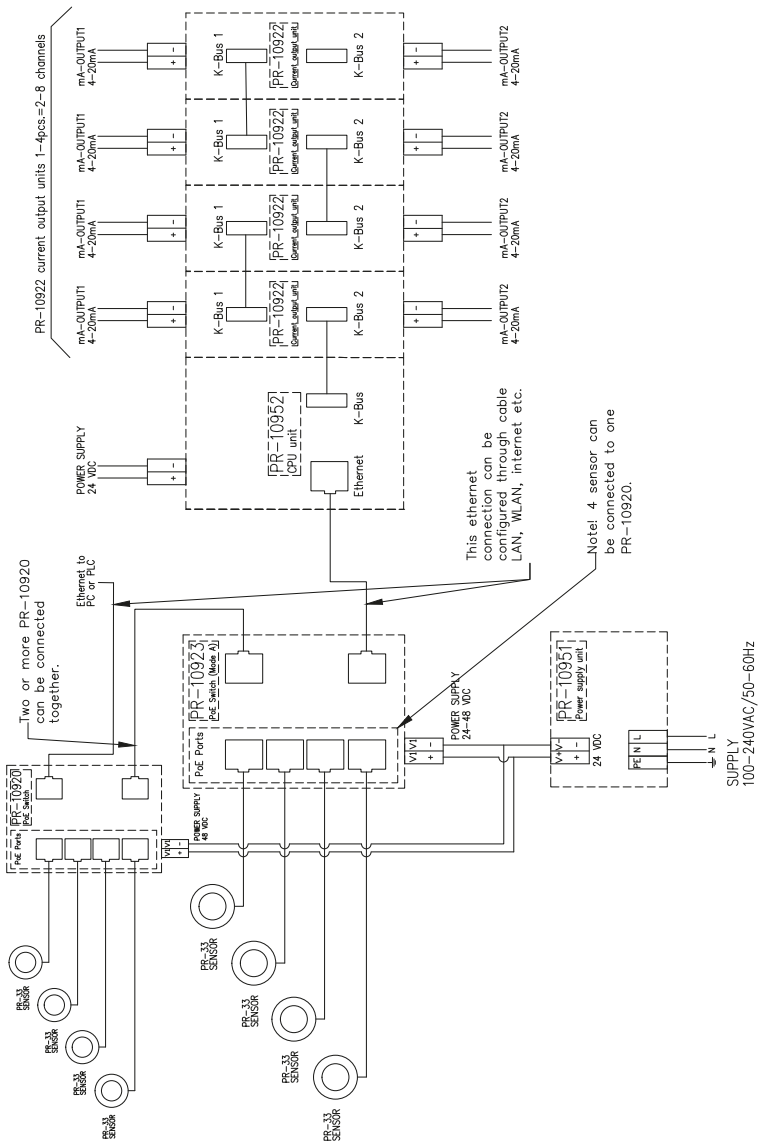 PR-10922 current output units 1-4pcs.=2-8 channels
mA-OUTPUT1
4-20mA
+ -
mA-OUTPUT1
4-20mA
+ -
mA-OUTPUT1
4-20mA
+ -
mA-OUTPUT1
4-20mA
+ -
POWER SUPPLY
24 VDC
+ -
K-Bus 1
PR-10922
Current output unit
K-Bus 2
K-Bus 1
PR-10922
Current output unit
K-Bus 2
K-Bus 1
PR-10922
Current output unit
K-Bus 2
K-Bus 1
PR-10922
Current output unit
K-Bus 2
PR-10952
CPU unit
K-Bus
Ethernet
+ -
mA-OUTPUT2
4-20mA
+ -
mA-OUTPUT2
4-20mA
+ -
mA-OUTPUT2
4-20mA
+ -
mA-OUTPUT2
4-20mA
Two or more PR-10920
can be connected
together.
Ethernet to
PC or PLC
This ethernet
connection can be
configured through cable
LAN, WLAN, internet etc.
Note! 4 sensor can
be connected to one
PR-10920.
PR-10920
PoE Switch
PoE Ports
V1 V1
+ -
POWER SUPPLY
48 VDC
PR-10923
PoE Switch (Mode A)
PoE Ports
V1 V1
+ -
POWER SUPPLY
24-48 VDC
PR-10951
Power supply unit
V+ V-
+ -
24 VDC
PE N L
N L
SUPPLY
100-240VAC/50-60Hz
PR-33
SENSOR
PR-33
SENSOR
PR-33
SENSOR
PR-33
SENSOR
PR-33
SENSOR
PR-33
SENSOR
PR-33
SENSOR
PR-33
SENSOR